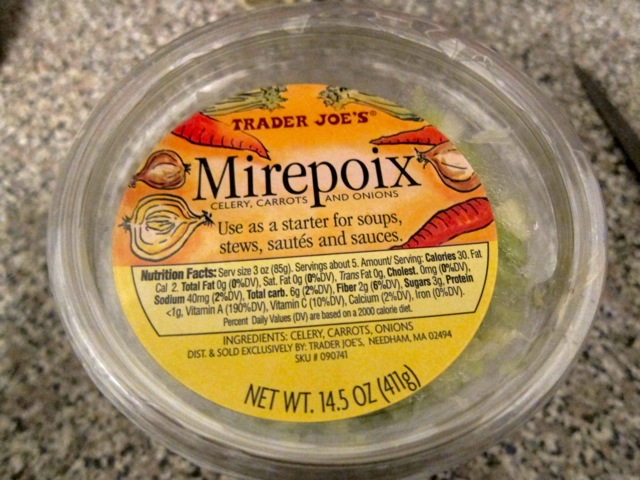 TRADER JOE'S®
Mirepoix
CELERY, CARROTS AND ONIONS
Use as a starter for soups,
stews, sautés and sauces.
Nutrition Facts: Serv size 3 oz (85g). Servings about 5. Amount/ Serving: Calories 30. Fat
Cal 2. Total Fat 0g (0%DV), Sat. Fat 0g (0%DV), Trans Fat 0g, Cholest. 0mg (0%DV),
Sodium 40mg (2%DV), Total carb. 6g (2%DV), Fiber 2g (6%DV), Sugars 3g, Protein
<1g, Vitamin A (190%DV), Vitamin C (10%DV), Calcium (2%DV), Iron (0%DV).
Percent Daily Values (DV) are based on a 2000 calorie diet.
INGREDIENTS: CELERY, CARROTS, ONIONS
DIST. & SOLD EXCLUSIVELY BY: TRADER JOE'S, NEEDHAM, MA 02494
SKU # 090741
NET WT. 14.5 OZ (411g)